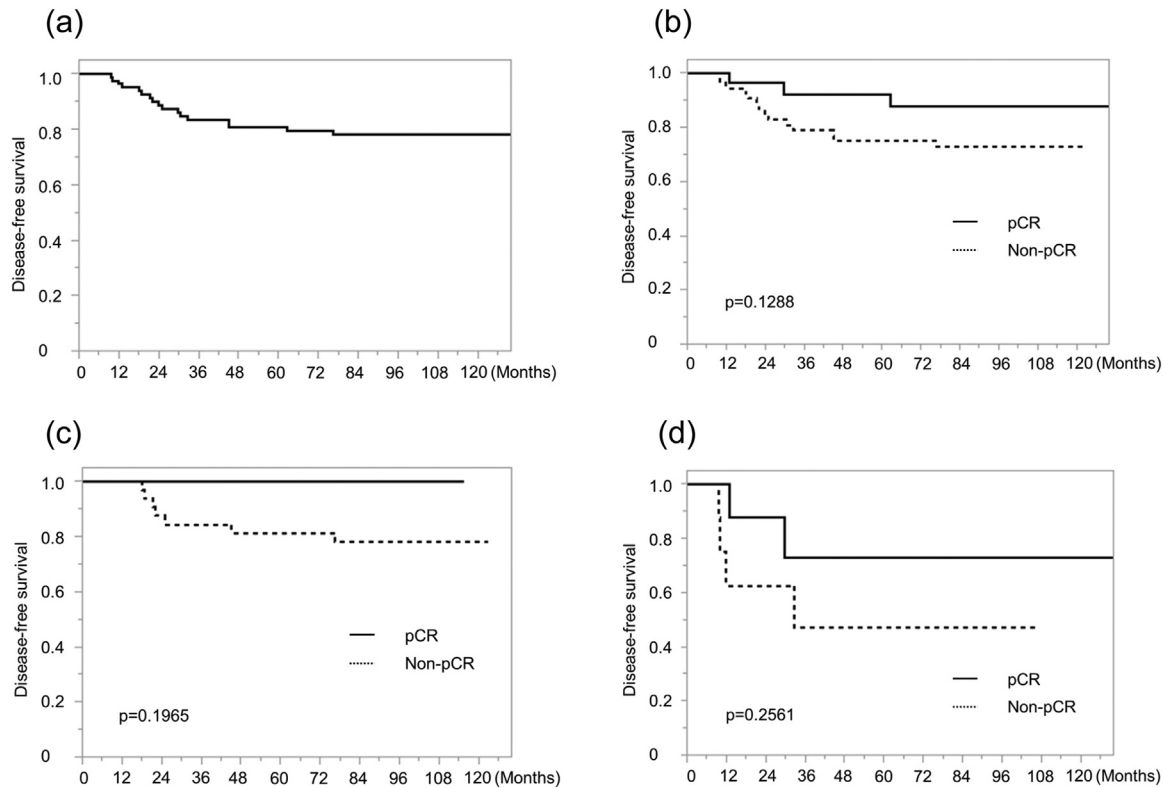 (a)
Disease-free survival
1.0
0.8
0.6
0.4
0.2
0
0 12 24 36 48 60 72 84 96 108 120 (Months)
(b)
Disease-free survival
1.0
0.8
0.6
0.4
0.2
0
pCR
Non-pCR
p=0.1288
0 12 24 36 48 60 72 84 96 108 120 (Months)
(c)
Disease-free survival
1.0
0.8
0.6
0.4
0.2
0
pCR
Non-pCR
p=0.1965
0 12 24 36 48 60 72 84 96 108 120 (Months)
(d)
Disease-free survival
1.0
0.8
0.6
0.4
0.2
0
pCR
Non-pCR
p=0.2561
0 12 24 36 48 60 72 84 96 108 120 (Months)